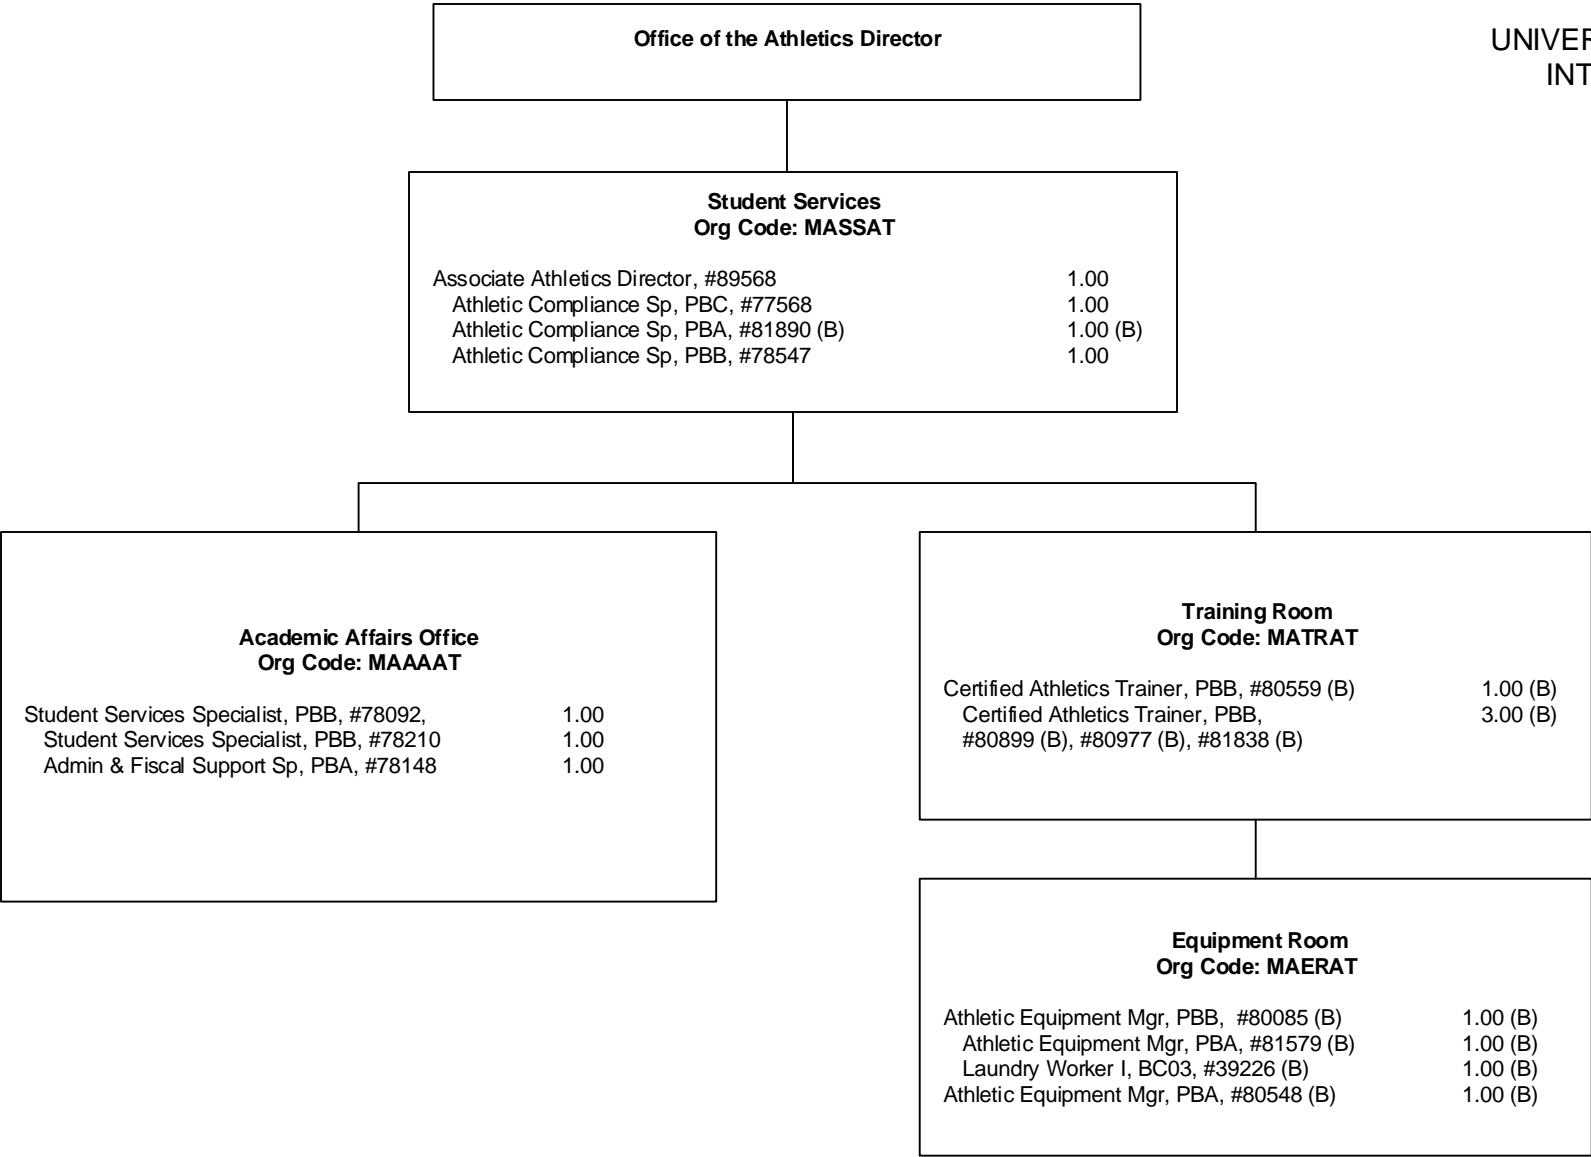 Office of the Athletics Director
UNIVER
INT
Student Services
Org Code: MASSAT
Associate Athletics Director, #89568 1.00
Athletic Compliance Sp, PBC, #77568 1.00
Athletic Compliance Sp, PBA, #81890 (B) 1.00 (B)
Athletic Compliance Sp, PBB, #78547 1.00
Academic Affairs Office
Org Code: MAAAAT
Student Services Specialist, PBB, #78092, 1.00
Student Services Specialist, PBB, #78210 1.00
Admin & Fiscal Support Sp, PBA, #78148 1.00
Training Room
Org Code: MATRAT
Certified Athletics Trainer, PBB, #80559 (B) 1.00 (B)
Certified Athletics Trainer, PBB, 3.00 (B)
#80899 (B), #80977 (B), #81838 (B)
Equipment Room
Org Code: MAERAT
Athletic Equipment Mgr, PBB, #80085 (B) 1.00 (B)
Athletic Equipment Mgr, PBA, #81579 (B) 1.00 (B)
Laundry Worker I, BC03, #39226 (B) 1.00 (B)
Athletic Equipment Mgr, PBA, #80548 (B) 1.00 (B)